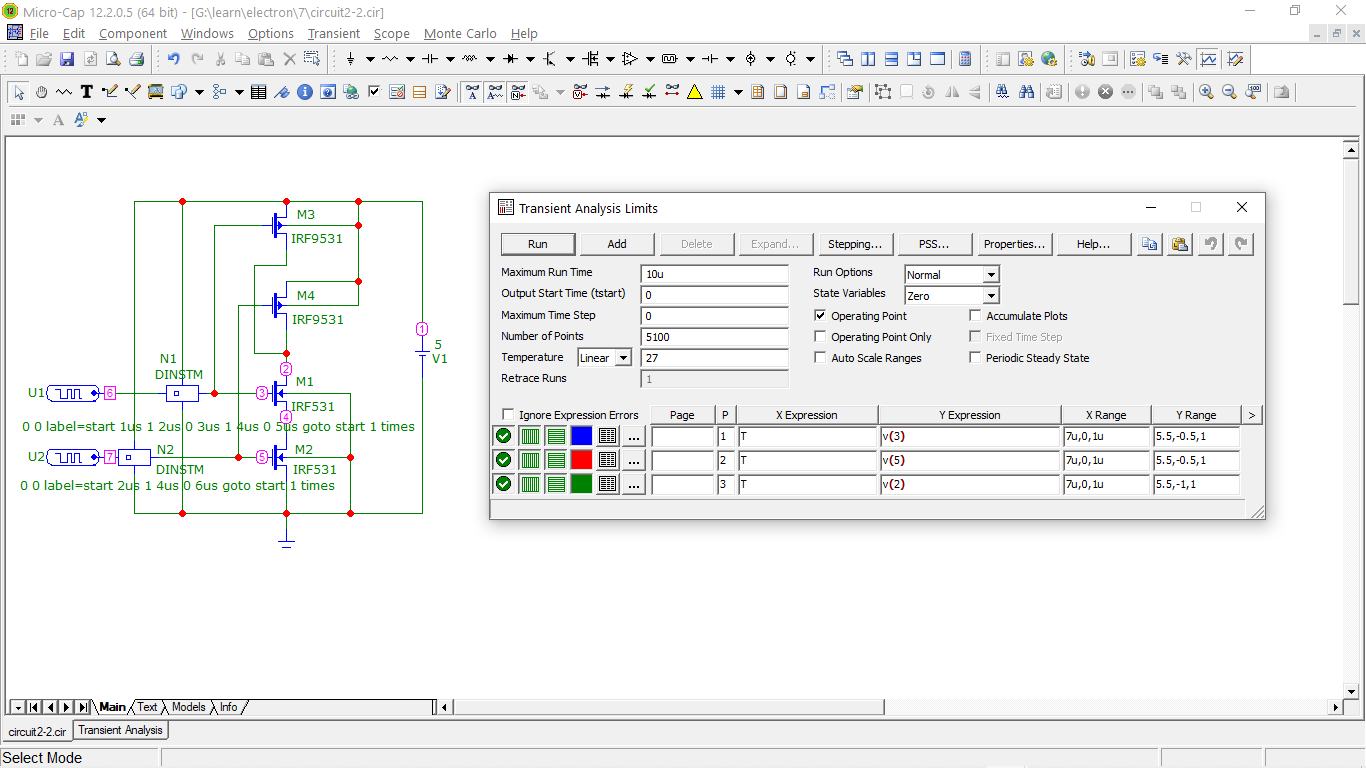 Micro-Cap 12.2.0.5 (64 bit) - [G:\learn\electron\7\circuit2-2.cir]
File Edit Component Windows Options Transient Scope Monte Carlo Help
M3
IRF9531
M4
IRF9531
1
5
V1
N1
DINSTM
2
M1
U1
6
3
IRF531
4
0 0 label=start 1us 1 2us 0 3us 1 4us 0 5us goto start 1 times
N2
M2
U2
7
5
DINSTM
IRF531
0 0 label=start 2us 1 4us 0 6us goto start 1 times
Transient Analysis Limits
Run Add Delete Expand... Stepping... PSS... Properties... Help...
Maximum Run Time 10u Run Options Normal
Output Start Time (tstart) 0 State Variables Zero
Maximum Time Step 0 Operating Point Accumulate Plots
Number of Points 5100 Operating Point Only Fixed Time Step
Temperature Linear 27 Auto Scale Ranges Periodic Steady State
Retrace Runs 1
Ignore Expression Errors Page P X Expression Y Expression X Range Y Range >
... 1 T v(3) 7u,0,1u 5.5,-0.5,1
... 2 T v(5) 7u,0,1u 5.5,-0.5,1
... 3 T v(2) 7u,0,1u 5.5,-1,1
Main Text Models Info
circuit2-2.cir Transient Analysis
Select Mode